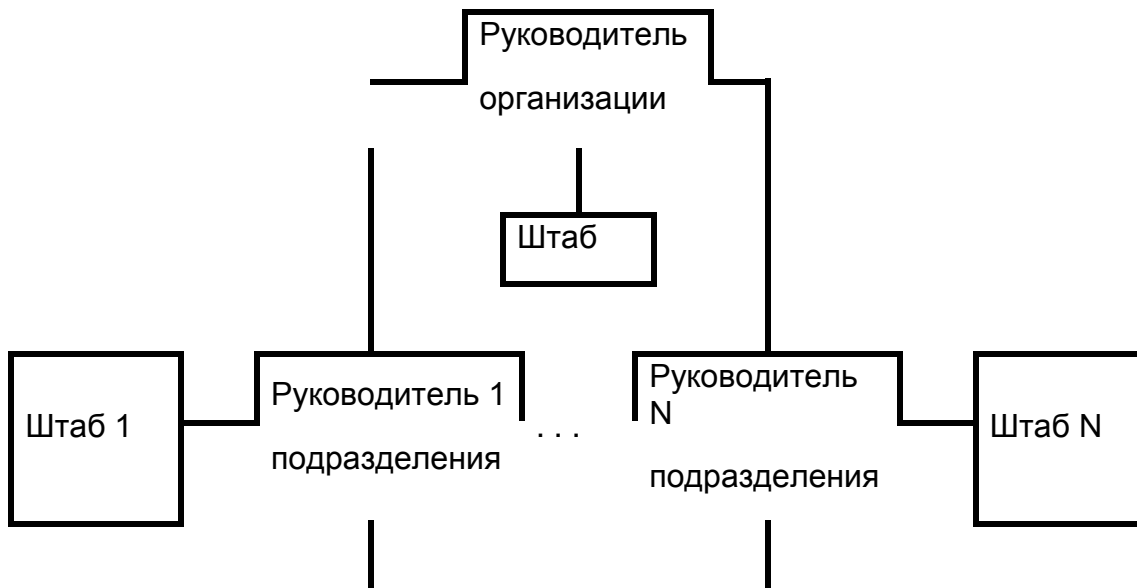 Руководитель
организации
Штаб
Штаб 1
Руководитель 1
подразделения
. . .
Руководитель
N
подразделения
Штаб N